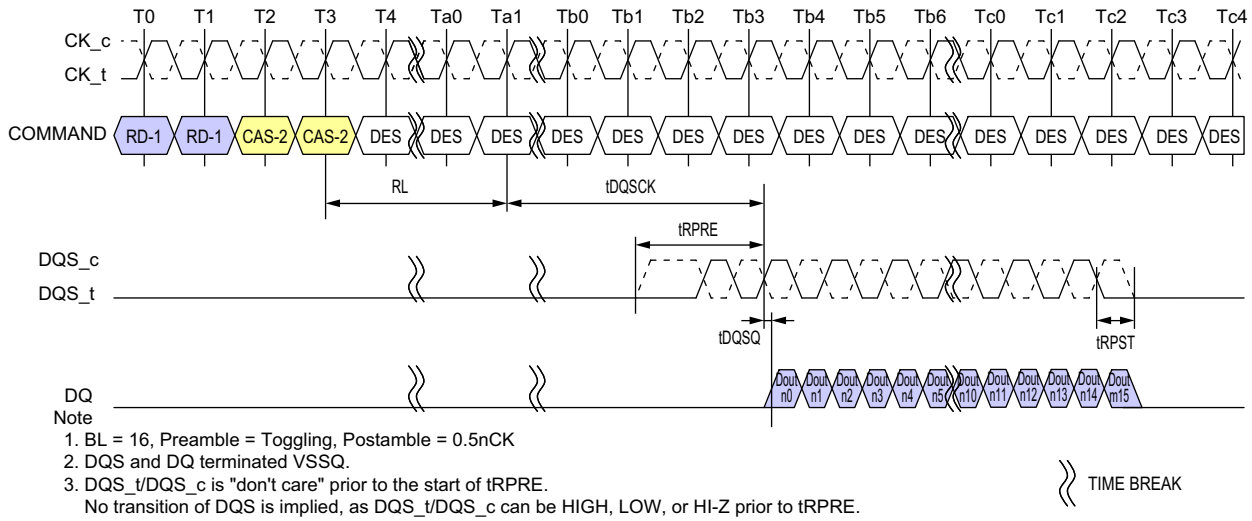 T0 T1 T2 T3 T4 Ta0 Ta1 Tb0 Tb1 Tb2 Tb3 Tb4 Tb5 Tb6 Tc0 Tc1 Tc2 Tc3 Tc4
CK_c
CK_t
COMMAND RD-1 RD-1 CAS-2 CAS-2 DES DES DES DES DES DES DES DES DES DES DES DES DES DES DES
RL tDQSCK
tRPRE
DQS_c
DQS_t
tDQSQ tRPST
DQ Dout n0 Dout n1 Dout n2 Dout n3 Dout n4 Dout n5 Dout n10 Dout n11 Dout n12 Dout n13 Dout n14 Dout m15
Note
1. BL = 16, Preamble = Toggling, Postamble = 0.5nCK
2. DQS and DQ terminated VSSQ.
3. DQS_t/DQS_c is "don't care" prior to the start of tRPRE.
No transition of DQS is implied, as DQS_t/DQS_c can be HIGH, LOW, or HI-Z prior to tRPRE.
TIME BREAK